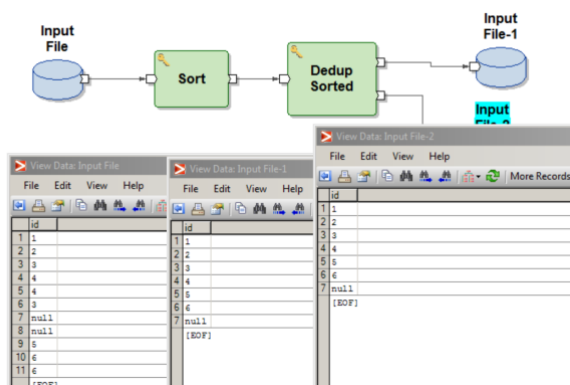 Input
File
Sort
Dedup
Sorted
Input
File-1
Input
File-2
View Data: Input File
File Edit View Help
id
1 1
2 2
3 3
4 4
5 4
6 3
7 null
8 null
9 5
10 6
11 6
[EOF]
View Data: Input File-1
File Edit View Help
id
1 1
2 2
3 3
4 4
5 5
6 6
7 null
[EOF]
View Data: Input File-2
File Edit View Help
More Records
id
1 1
2 2
3 3
4 4
5 5
6 6
7 null
[EOF]